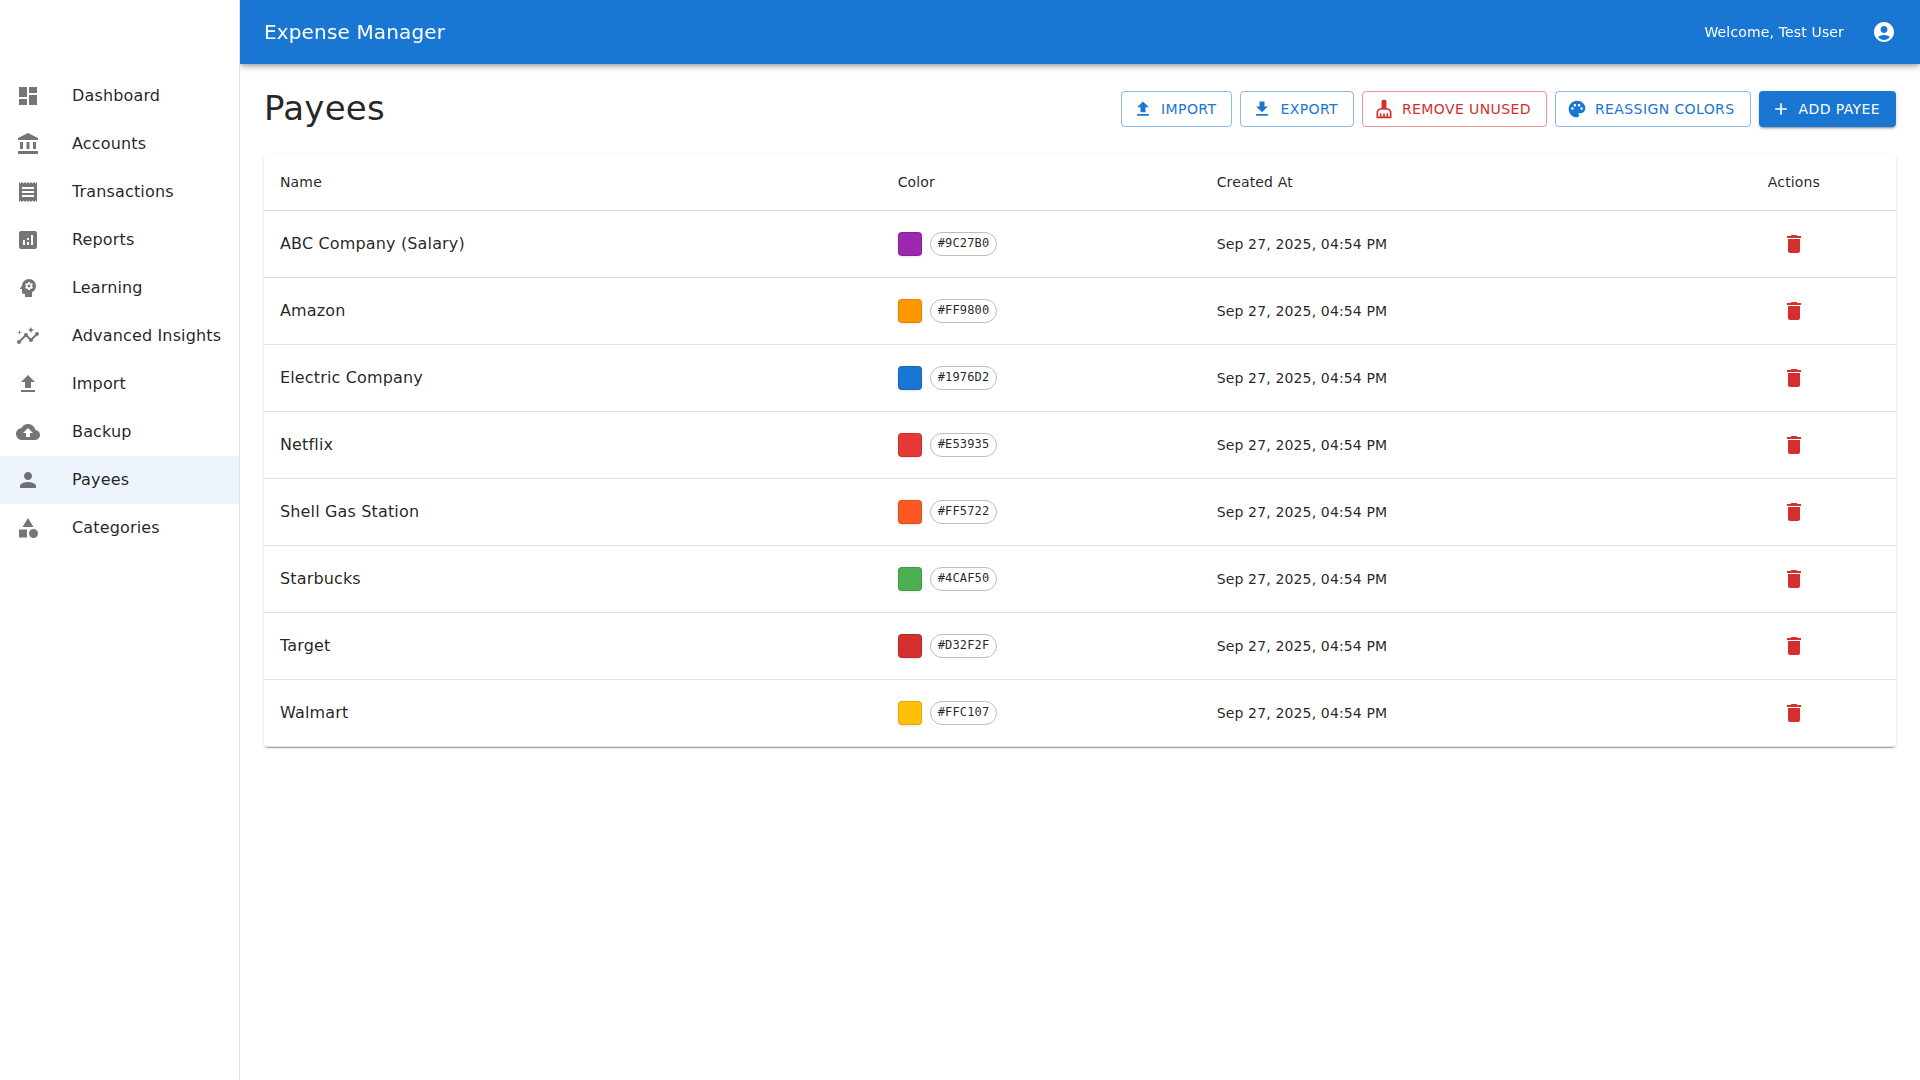 Expense Manager
Welcome, Test User
Dashboard
Accounts
Transactions
Reports
Learning
Advanced Insights
Import
Backup
Payees
Categories
Payees
IMPORT
EXPORT
REMOVE UNUSED
REASSIGN COLORS
ADD PAYEE
Name Color Created At Actions
ABC Company (Salary) #9C27B0 Sep 27, 2025, 04:54 PM
Amazon #FF9800 Sep 27, 2025, 04:54 PM
Electric Company #1976D2 Sep 27, 2025, 04:54 PM
Netflix #E53935 Sep 27, 2025, 04:54 PM
Shell Gas Station #FF5722 Sep 27, 2025, 04:54 PM
Starbucks #4CAF50 Sep 27, 2025, 04:54 PM
Target #D32F2F Sep 27, 2025, 04:54 PM
Walmart #FFC107 Sep 27, 2025, 04:54 PM